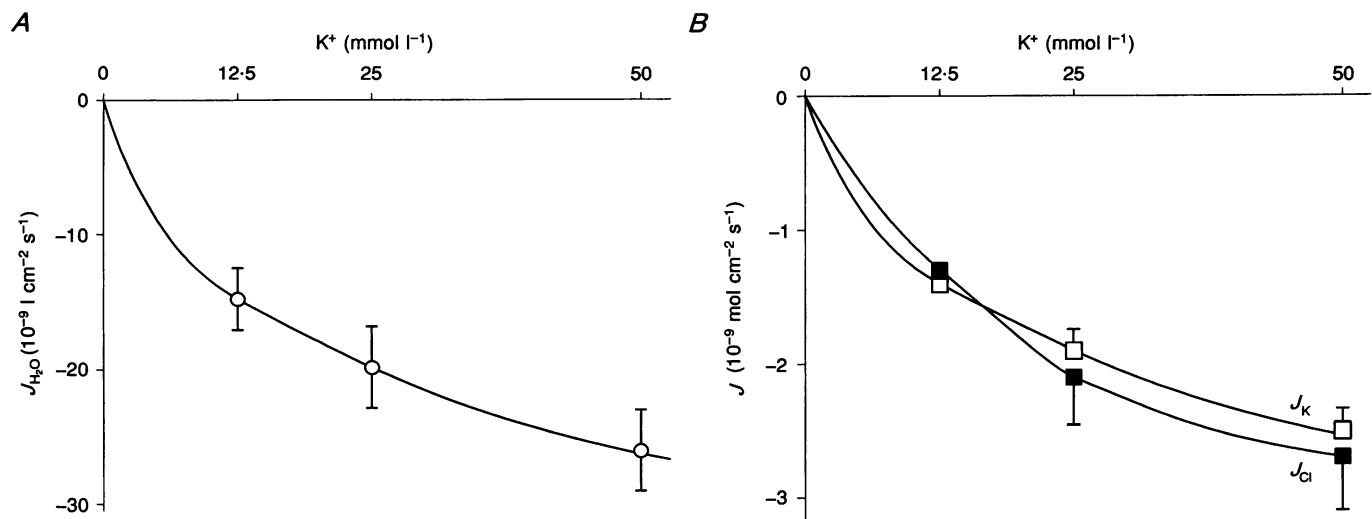 A
K⁺ (mmol l⁻¹)
0 12·5 25 50
0
−10
−20
−30
J_H₂O (10⁻⁹ l cm⁻² s⁻¹)
B
K⁺ (mmol l⁻¹)
0 12·5 25 50
0
−1
−2
−3
J (10⁻⁹ mol cm⁻² s⁻¹)
J_K
J_Cl